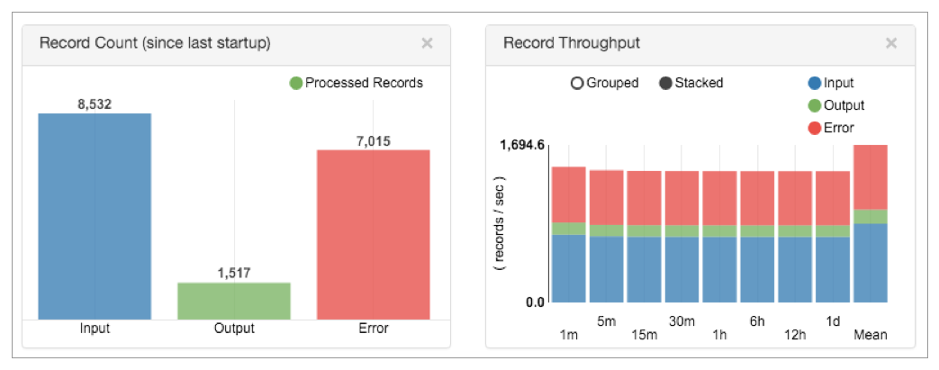 Record Count (since last startup) ×
Processed Records
8,532
7,015
1,517
Input Output Error
Record Throughput ×
Grouped Stacked
Input
Output
Error
1,694.6
( records / sec )
0.0
5m 30m 6h 1d
1m 15m 1h 12h Mean